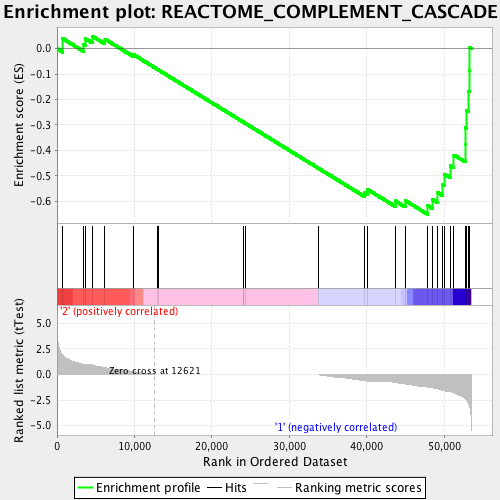 Enrichment plot: REACTOME_COMPLEMENT_CASCADE
Enrichment score (ES)
0.0
-0.1
-0.2
-0.3
-0.4
-0.5
-0.6
'2' (positively correlated)
Ranked list metric (tTest)
5.0
2.5
0.0
-2.5
-5.0
Zero cross at 12621
'1' (negatively correlated)
0 10,000 20,000 30,000 40,000 50,000
Rank in Ordered Dataset
Enrichment profile Hits Ranking metric scores